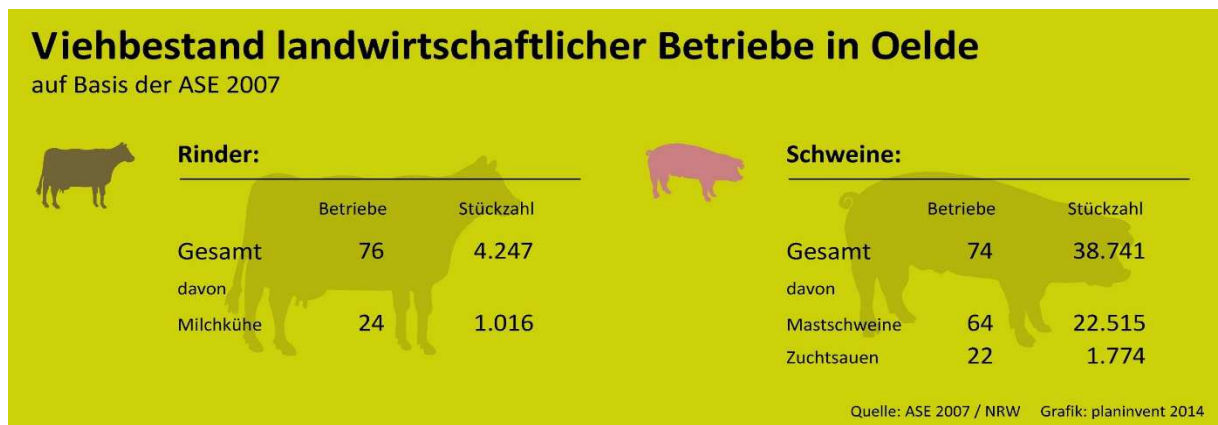 Viehbestand landwirtschaftlicher Betriebe in Oelde
auf Basis der ASE 2007
Rinder:
Betriebe Stückzahl
Gesamt 76 4.247
davon
Milchkühe 24 1.016
Schweine:
Betriebe Stückzahl
Gesamt 74 38.741
davon
Mastschweine 64 22.515
Zuchtsauen 22 1.774
Quelle: ASE 2007 / NRW Grafik: planinvent 2014